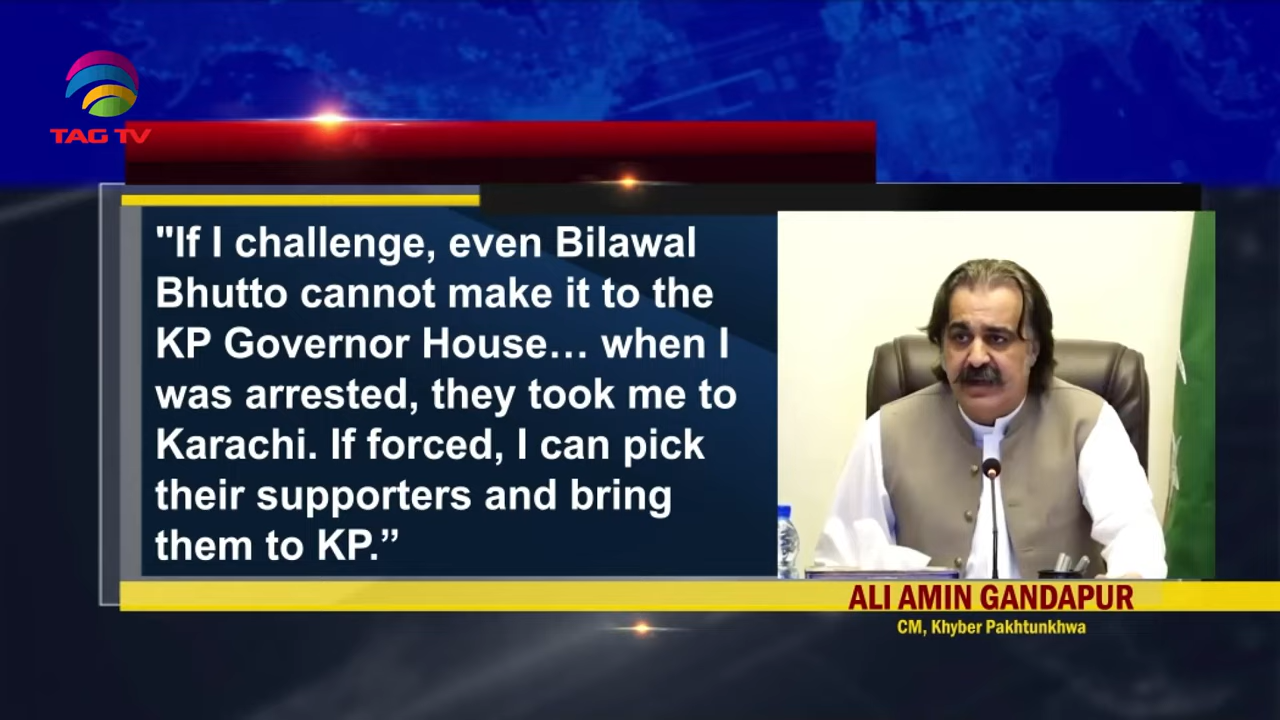 TAG TV
"If I challenge, even Bilawal
Bhutto cannot make it to the
KP Governor House... when I
was arrested, they took me to
Karachi. If forced, I can pick
their supporters and bring
them to KP.”
ALI AMIN GANDAPUR
CM, Khyber Pakhtunkhwa